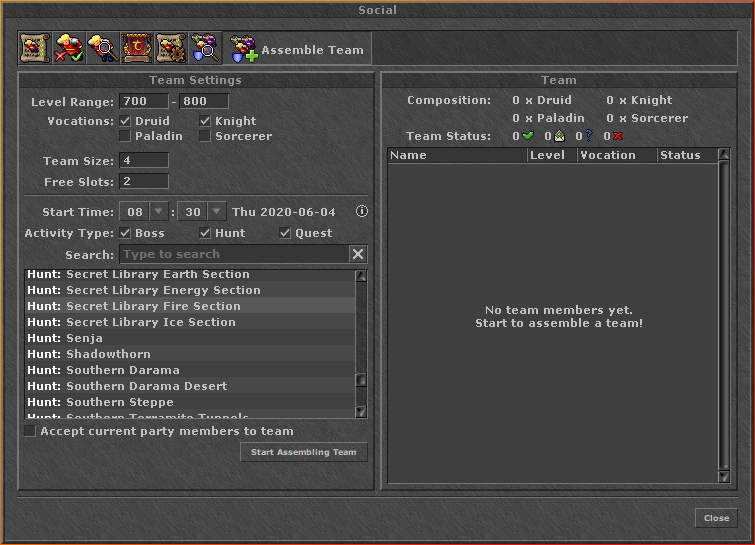 Social
Assemble Team
Team Settings
Level Range: 700 - 800
Vocations: Druid Knight
Paladin Sorcerer
Team Size: 4
Free Slots: 2
Start Time: 08 : 30 Thu 2020-06-04
Activity Type: Boss Hunt Quest
Search: Type to search
Hunt: Secret Library Earth Section
Hunt: Secret Library Energy Section
Hunt: Secret Library Fire Section
Hunt: Secret Library Ice Section
Hunt: Senja
Hunt: Shadowthorn
Hunt: Southern Darama
Hunt: Southern Darama Desert
Hunt: Southern Steppe
Hunt: Southern Terramite Tunnels
Accept current party members to team
Start Assembling Team
Team
Composition: 0 x Druid 0 x Knight
0 x Paladin 0 x Sorcerer
Team Status: 0 0 0 ? 0
Name Level Vocation Status
No team members yet.
Start to assemble a team!
Close